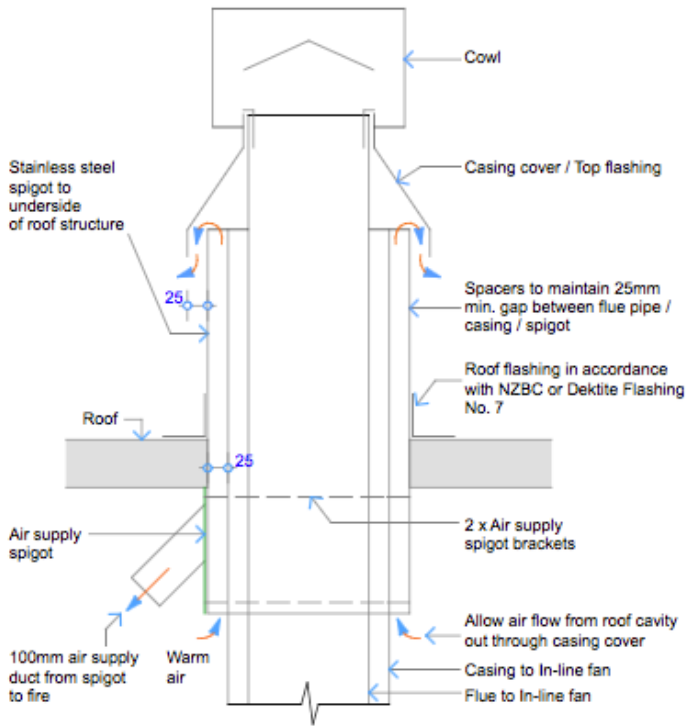 Cowl
Stainless steel
spigot to
underside
of roof structure
Casing cover / Top flashing
25
Spacers to maintain 25mm
min. gap between flue pipe /
casing / spigot
Roof flashing in accordance
with NZBC or Dektite Flashing
No. 7
Roof
25
Air supply
spigot
2 x Air supply
spigot brackets
100mm air supply
duct from spigot
to fire
Warm
air
Allow air flow from roof cavity
out through casing cover
Casing to In-line fan
Flue to In-line fan